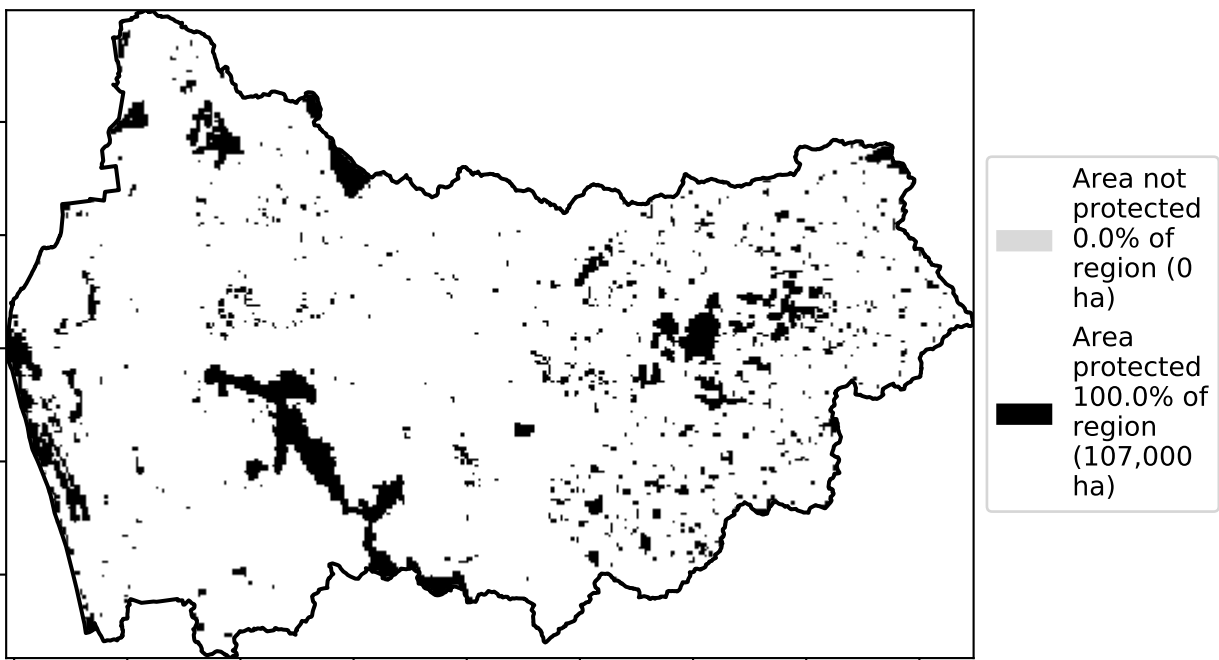 Area not
protected
0.0% of
region (0
ha)
Area
protected
100.0% of
region
(107,000
ha)